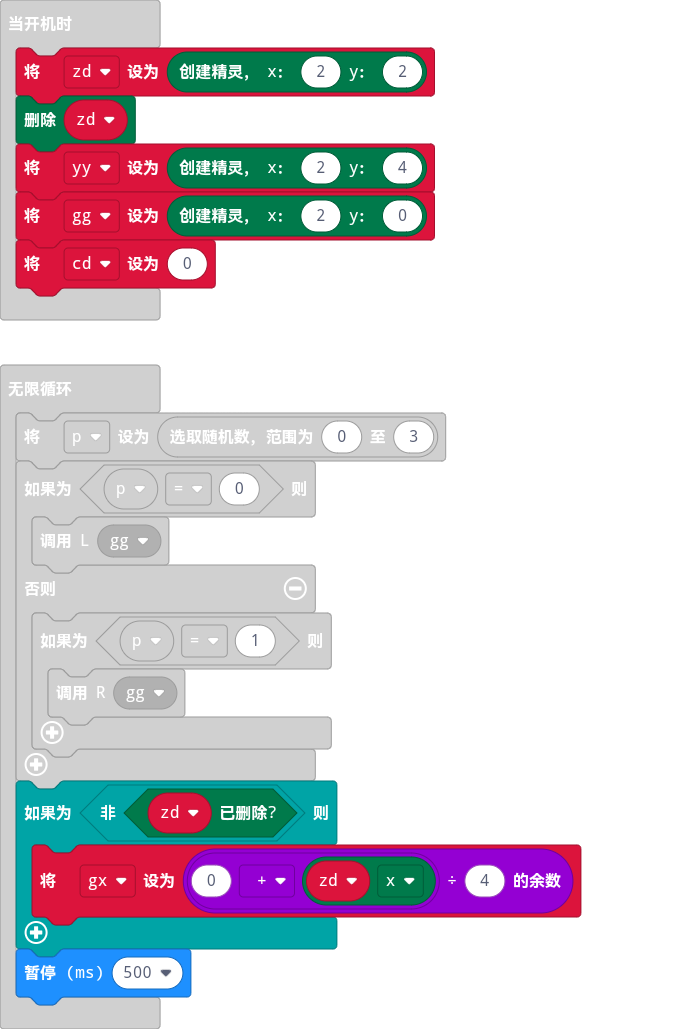 当开机时
将 zd 设为 创建精灵, x: 2 y: 2
删除 zd
将 yy 设为 创建精灵, x: 2 y: 4
将 gg 设为 创建精灵, x: 2 y: 0
将 cd 设为 0
无限循环
将 p 设为 选取随机数, 范围为 0 至 3
如果为 p = 0 则
调用 L gg
否则
如果为 p = 1 则
调用 R gg
如果为 非 zd 已删除? 则
将 gx 设为 0 + zd x ÷ 4 的余数
暂停 (ms) 500